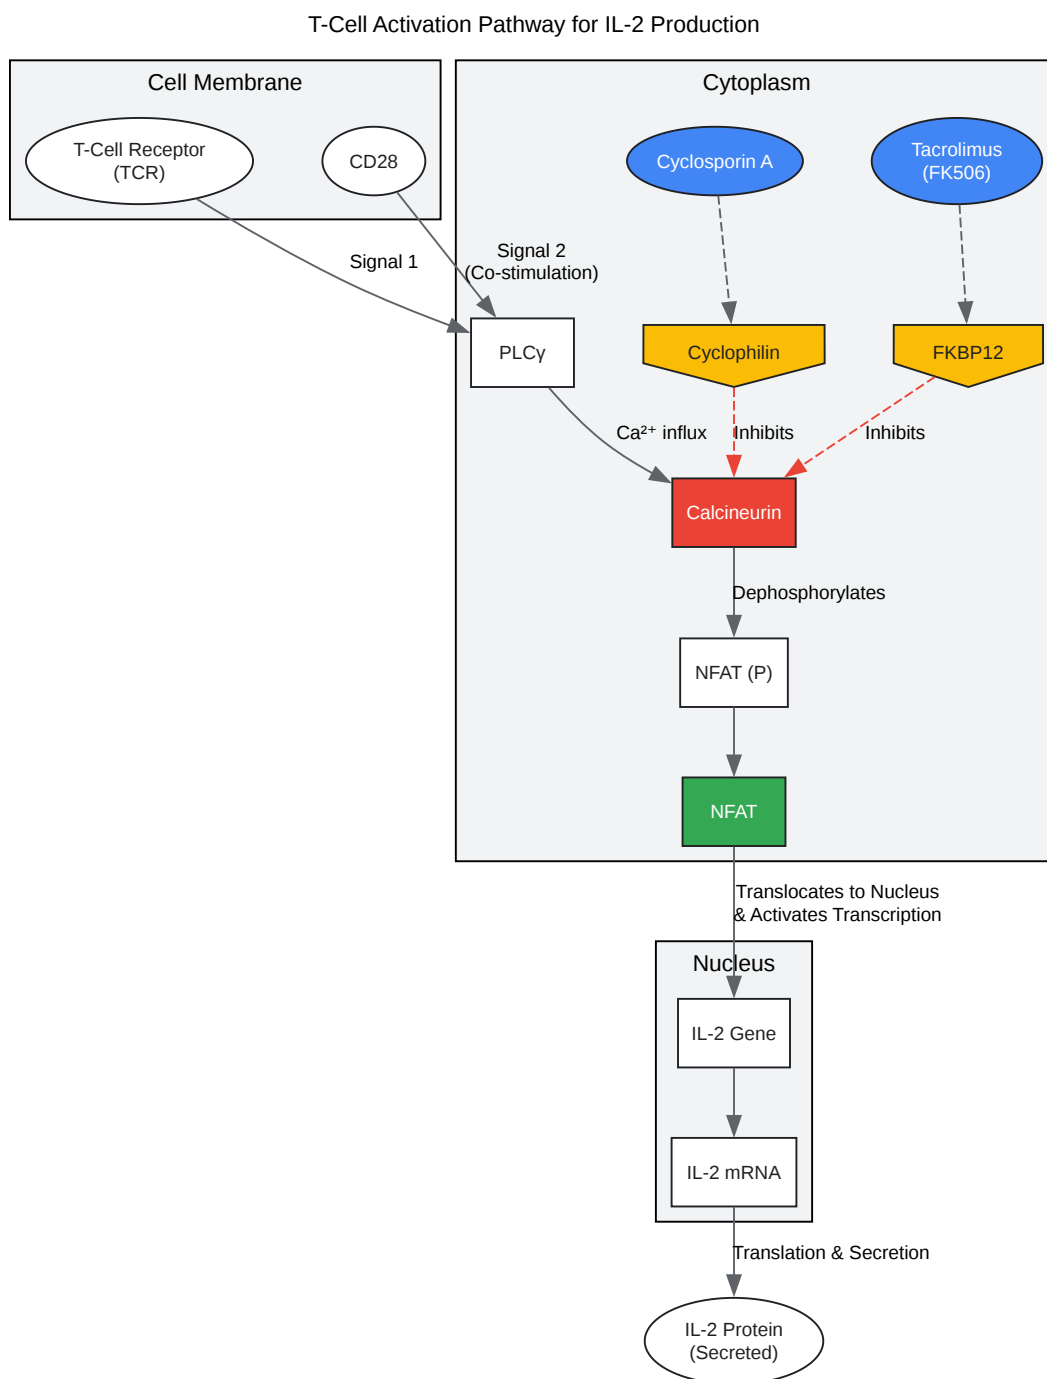 T-Cell Activation Pathway for IL-2 Production
Cell Membrane
Cytoplasm
T-Cell Receptor
(TCR)
CD28
Cyclosporin A
Tacrolimus
(FK506)
Signal 1
Signal 2
(Co-stimulation)
PLCγ
Cyclophilin
FKBP12
Ca²⁺ influx
Inhibits
Inhibits
Calcineurin
Dephosphorylates
NFAT (P)
NFAT
Translocates to Nucleus
& Activates Transcription
Nucleus
IL-2 Gene
IL-2 mRNA
Translation & Secretion
IL-2 Protein
(Secreted)